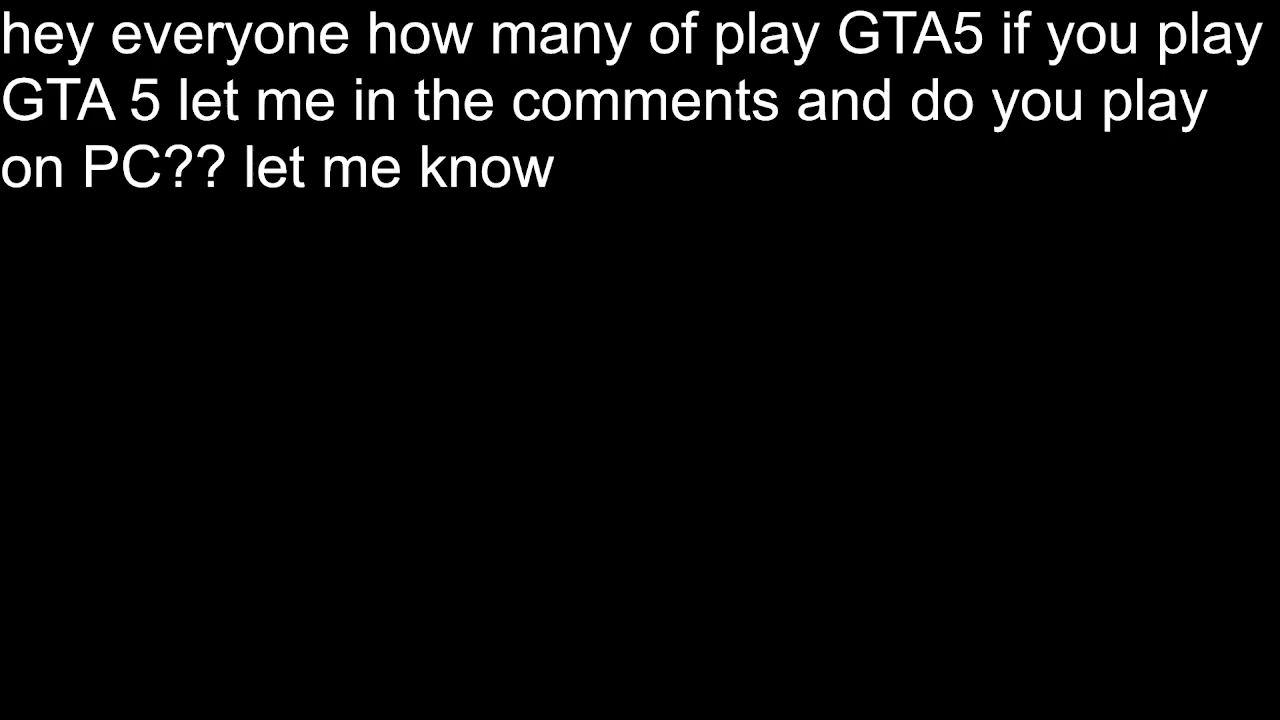 hey everyone how many of play GTA5 if you play
GTA 5 let me in the comments and do you play
on PC?? let me know